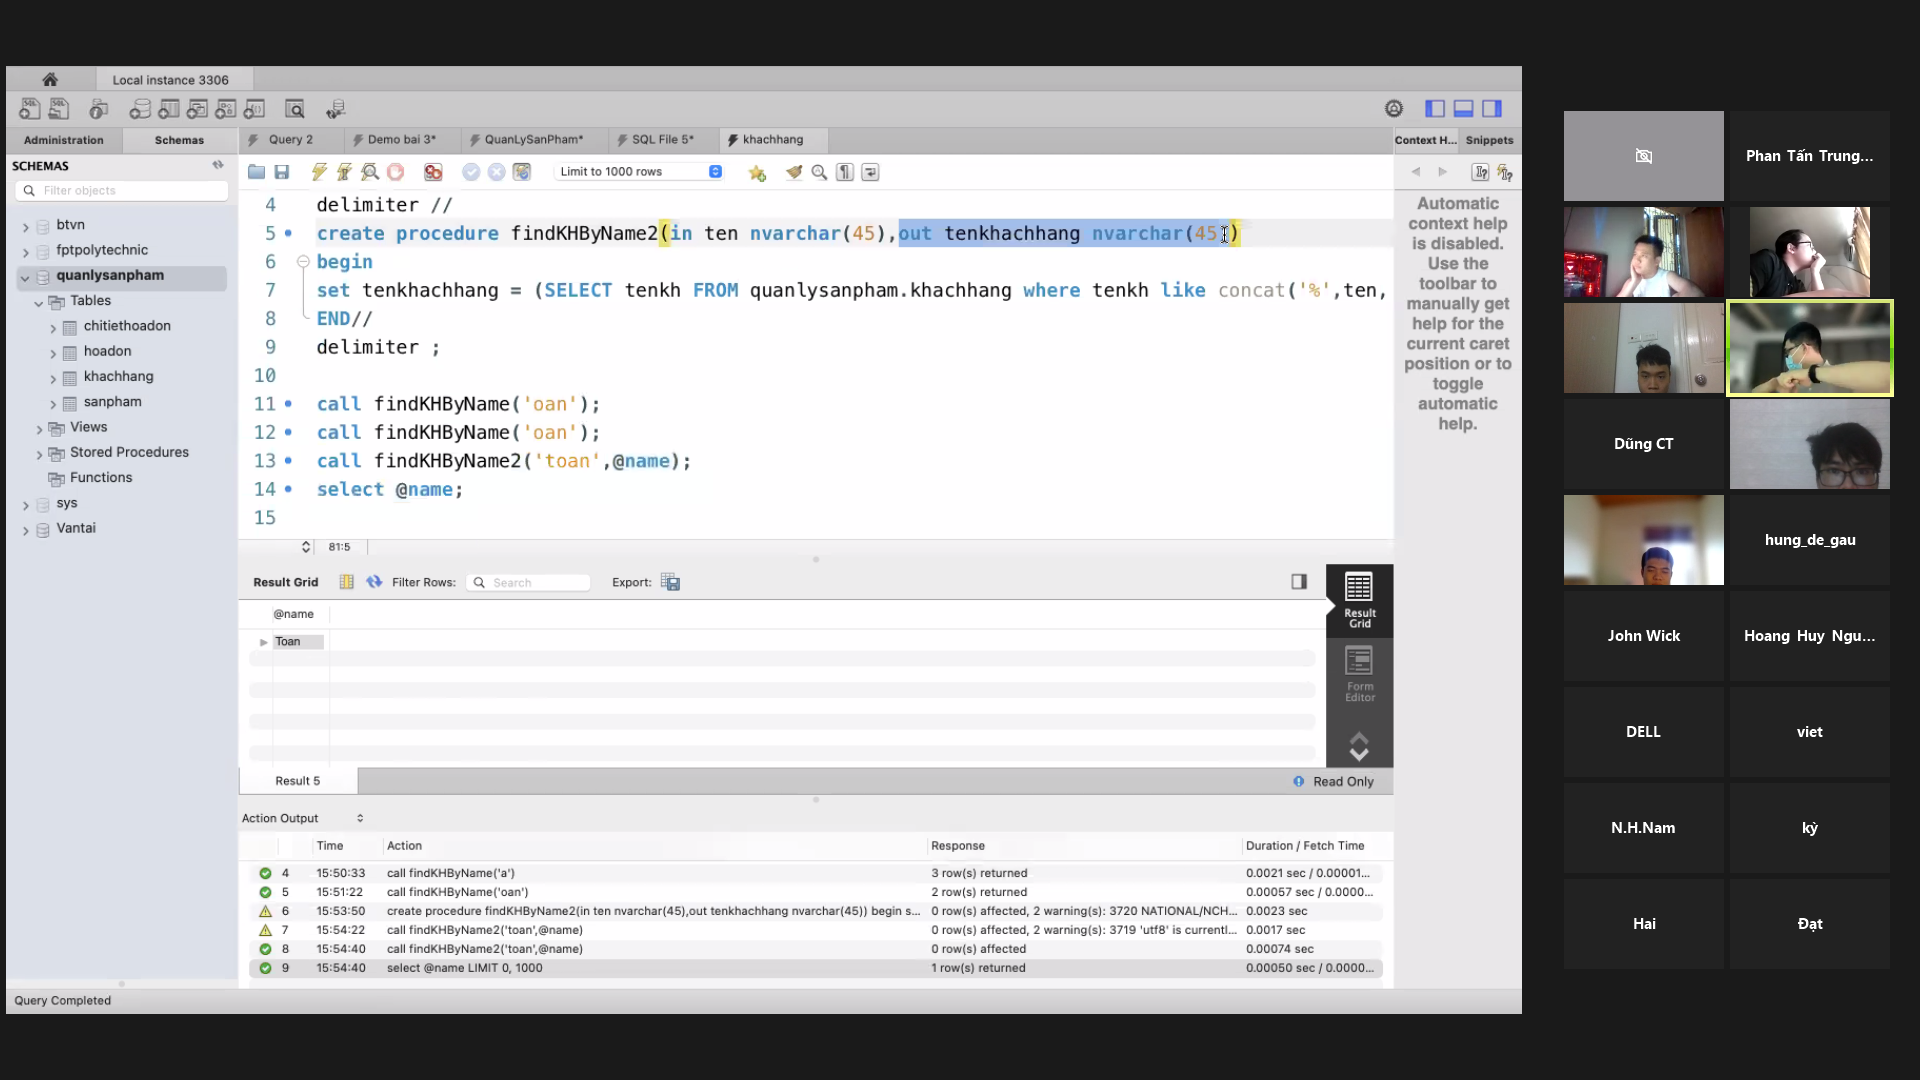 Local instance 3306
Administration
Schemas
Query 2
Demo bai 3*
QuanLySanPham*
SQL File 5*
khachhang
Context H...
Snippets
SCHEMAS
Filter objects
btvn
fptpolytechnic
quanlysanpham
Tables
chitiethoadon
hoadon
khachhang
sanpham
Views
Stored Procedures
Functions
sys
Vantai
Limit to 1000 rows
4 delimiter //
5 create procedure findKHByName2(in ten nvarchar(45),out tenkhachhang nvarchar(45))
6 begin
7 set tenkhachhang = (SELECT tenkh FROM quanlysanpham.khachhang where tenkh like concat('%',ten,
8 END//
9 delimiter ;
10
11 call findKHByName('oan');
12 call findKHByName('oan');
13 call findKHByName2('toan',@name);
14 select @name;
15
81:5
Automatic
context help
is disabled.
Use the
toolbar to
manually get
help for the
current caret
position or to
toggle
automatic
help.
Result Grid
Filter Rows:
Search
Export:
@name
Toan
Result
Grid
Form
Editor
Result 5
Read Only
Action Output
Time Action Response Duration / Fetch Time
4 15:50:33 call findKHByName('a') 3 row(s) returned 0.0021 sec / 0.00001...
5 15:51:22 call findKHByName('oan') 2 row(s) returned 0.00057 sec / 0.0000...
6 15:53:50 create procedure findKHByName2(in ten nvarchar(45),out tenkhachhang nvarchar(45)) begin s... 0 row(s) affected, 2 warning(s): 3720 NATIONAL/NCH... 0.0023 sec
7 15:54:22 call findKHByName2('toan',@name) 0 row(s) affected, 2 warning(s): 3719 'utf8' is currentl... 0.0017 sec
8 15:54:40 call findKHByName2('toan',@name) 0 row(s) affected 0.00074 sec
9 15:54:40 select @name LIMIT 0, 1000 1 row(s) returned 0.00050 sec / 0.0000...
Query Completed
Phan Tấn Trung...
Dũng CT
hung_de_gau
John Wick
Hoang Huy Ngu...
DELL
viet
N.H.Nam
kỳ
Hai
Đạt